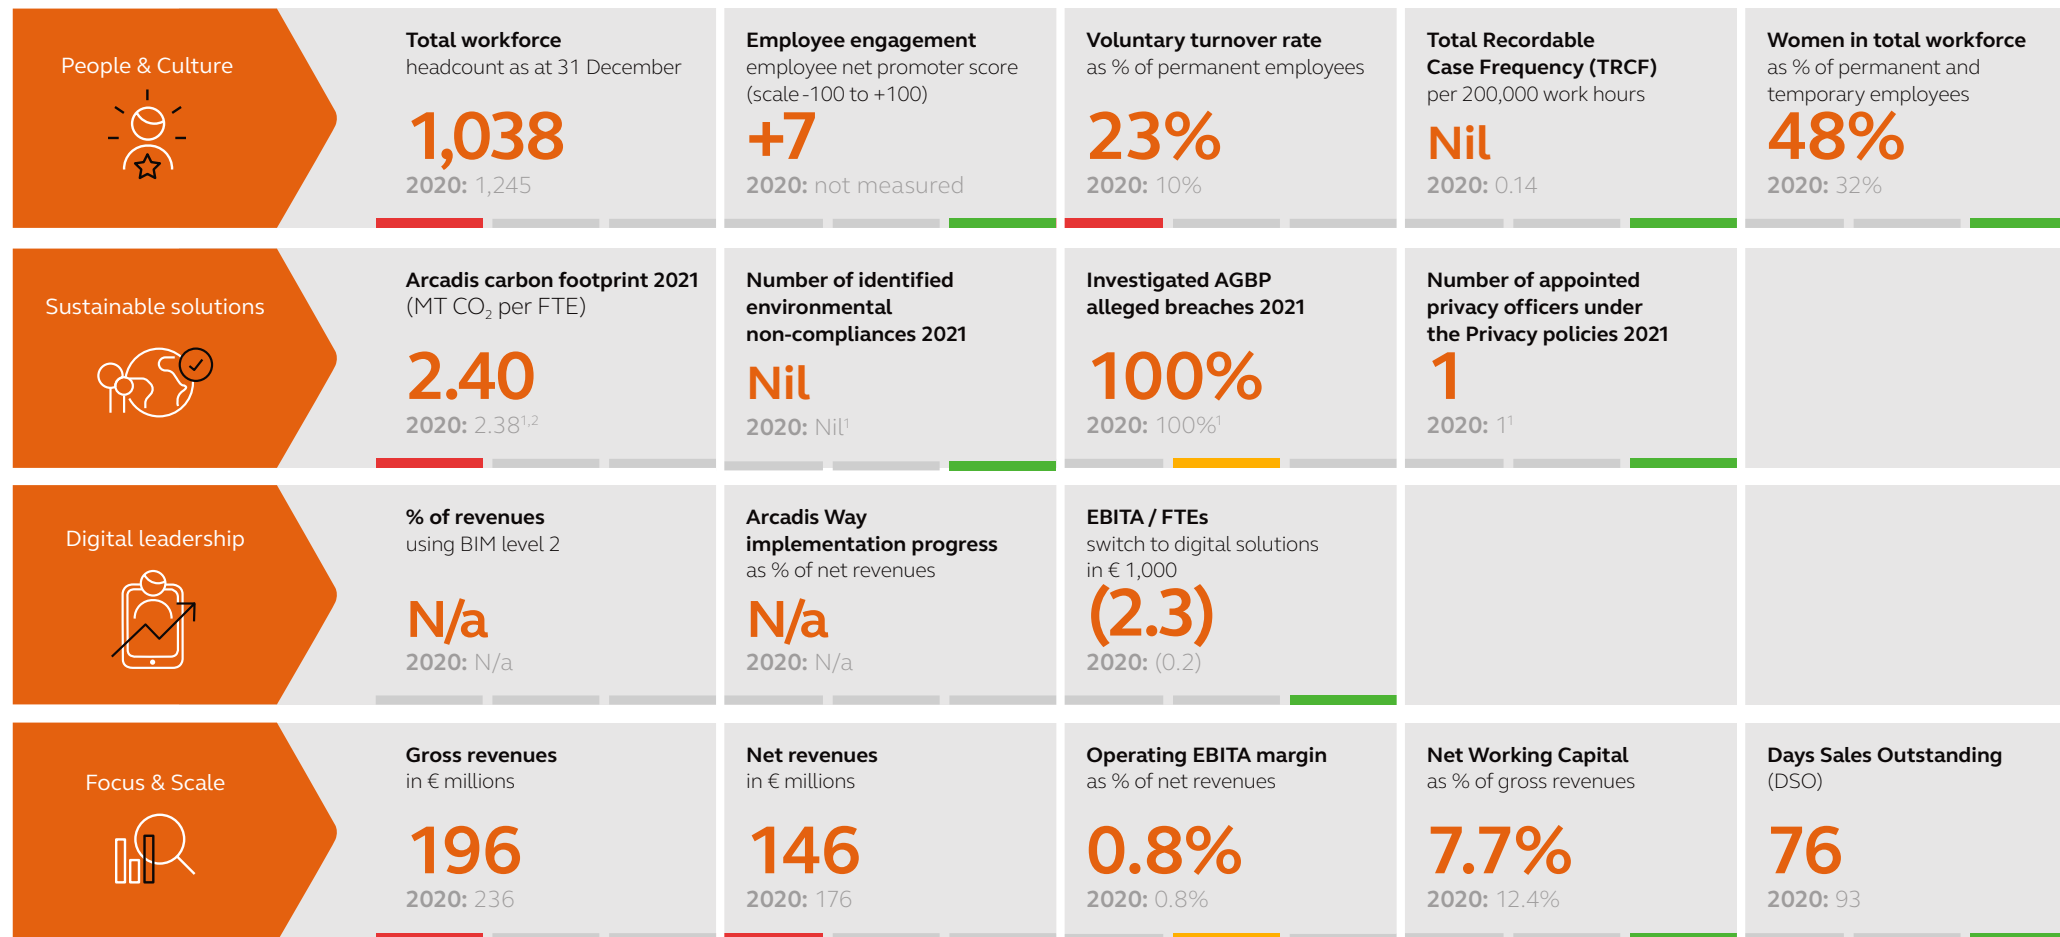 People & Culture
Total workforce
headcount as at 31 December
1,038
2020: 1,245
Employee engagement
employee net promoter score
(scale -100 to +100)
+7
2020: not measured
Voluntary turnover rate
as % of permanent employees
23%
2020: 10%
Total Recordable
Case Frequency (TRCF)
per 200,000 work hours
Nil
2020: 0.14
Women in total workforce
as % of permanent and
temporary employees
48%
2020: 32%
Sustainable solutions
Arcadis carbon footprint 2021
(MT CO₂ per FTE)
2.40
2020: 2.38¹,²
Number of identified
environmental
non-compliances 2021
Nil
2020: Nil¹
Investigated AGBP
alleged breaches 2021
100%
2020: 100%¹
Number of appointed
privacy officers under
the Privacy policies 2021
1
2020: 1¹
Digital leadership
% of revenues
using BIM level 2
N/a
2020: N/a
Arcadis Way
implementation progress
as % of net revenues
N/a
2020: N/a
EBITA / FTEs
switch to digital solutions
in € 1,000
(2.3)
2020: (0.2)
Focus & Scale
Gross revenues
in € millions
196
2020: 236
Net revenues
in € millions
146
2020: 176
Operating EBITA margin
as % of net revenues
0.8%
2020: 0.8%
Net Working Capital
as % of gross revenues
7.7%
2020: 12.4%
Days Sales Outstanding
(DSO)
76
2020: 93